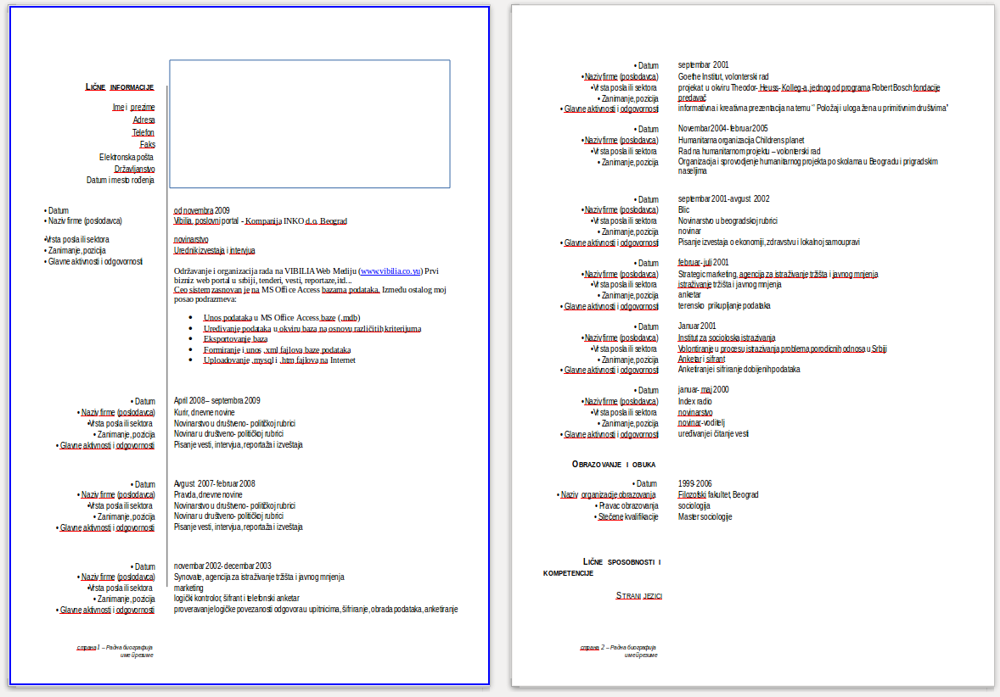 LIČNE INFORMACIJE
Ime i prezime
Adresa
Telefon
Faks
Elektronska pošta
Državljanstvo
Datum i mesto rođenja
• Datum od novembra 2009
• Naziv firme (poslodavca) Vibilia, poslovni portal - Kompanija INKO d.o. Beograd
•Vrsta posla ili sektora novinarstvo
• Zanimanje, pozicija Urednik izvestaja i intervjua
• Glavne aktivnosti i odgovornosti
Održavanje i organizacija rada na VIBILIA Web Mediju (www.vibilia.co.yu) Prvi
bizniz web portal u srbiji, tenderi, vesti, reportaze,itd...
Ceo sistem zasnovan je na MS Office Access bazama podataka. Između ostalog moj
posao podrazmeva:
• Unos podataka u MS Office Access baze (.mdb)
• Uređivanje podataka u okviru baza na osnovu različitih kriterijuma
• Eksportovanje baza
• Formiranje i unos .xml fajlova baze podataka
• Uploadovanje .mysql i .htm fajlova na Internet
• Datum April 2008 – septembra 2009
• Naziv firme (poslodavca) Kurir, dnevne novine
•Vrsta posla ili sektora Novinarstvo u društveno- političkoj rubrici
• Zanimanje, pozicija Novinar u društveno- političkoj rubrici
• Glavne aktivnosti i odgovornosti Pisanje vesti, intervjua, reportaža i izveštaja
• Datum Avgust 2007- februar 2008
• Naziv firme (poslodavca) Pravda, dnevne novine
•Vrsta posla ili sektora Novinarstvo u društveno- političkoj rubrici
• Zanimanje, pozicija Novinar u društveno- političkoj rubrici
• Glavne aktivnosti i odgovornosti Pisanje vesti, intervjua, reportaža i izveštaja
• Datum novembar 2002- decembar 2003
• Naziv firme (poslodavca) Synovate, agencija za istraživanje tržišta i javnog mnjenja
•Vrsta posla ili sektora marketing
• Zanimanje, pozicija logički kontrolor, šifrant i telefonski anketar
• Glavne aktivnosti i odgovornosti proveravanje logičke povezanosti odgovora u upitnicima, šifriranje, obrada podataka, anketiranje
страна 1 – Радна биографија
име презиме
• Datum septembar 2001
• Naziv firme (poslodavca) Goethe Institut, volonterski rad
•Vrsta posla ili sektora projekat u okviru Theodor- Heuss- Kolleg-a, jednog od programa Robert Bosch fondacije
• Zanimanje, pozicija predavač
• Glavne aktivnosti i odgovornosti informativna i kreativna prezentacija na temu “ Položaj i uloga žena u primitivnim društvima”
• Datum Novembar 2004- februar 2005
• Naziv firme (poslodavca) Humanitarna organizacija Childrens planet
•Vrsta posla ili sektora Rad na humanitarnom projektu – volonterski rad
• Zanimanje, pozicija Organizacija i sprovodjenje humanitarnog projekta po skolama u Beogradu i prigradskim
naseljima
• Datum septembar 2001- avgust 2002
• Naziv firme (poslodavca) Blic
•Vrsta posla ili sektora Novinarstvo u beogradskoj rubrici
• Zanimanje, pozicija novinar
• Glavne aktivnosti i odgovornosti Pisanje izvestaja o ekonomiji, zdravstvu i lokalnoj samoupravi
• Datum februar- juli 2001
• Naziv firme (poslodavca) Strategic marketing, agencija za istraživanje tržišta i javnog mnjenja
•Vrsta posla ili sektora istraživanje tržišta i javnog mnjenja
• Zanimanje, pozicija anketar
• Glavne aktivnosti i odgovornosti terensko prikupljanje podataka
• Datum Januar 2001
• Naziv firme (poslodavca) Institut za socioloska istrazivanja
•Vrsta posla ili sektora Volontiranje u procesu istrazivanja problema porodicnih odnosa u Srbiji
• Zanimanje, pozicija Anketar i sifrant
• Glavne aktivnosti i odgovornosti Anketiranje i sifriranje dobijenih podataka
• Datum januar- maj 2000
• Naziv firme (poslodavca) Index radio
•Vrsta posla ili sektora novinarstvo
• Zanimanje, pozicija novinar-voditelj
• Glavne aktivnosti i odgovornosti uređivanje i čitanje vesti
OBRAZOVANJE I OBUKA
• Datum 1999- 2006
• Naziv organizacije obrazovanja Filozofski fakultet, Beograd
• Pravac obrazovanja sociologija
• Stečene kvalifikacije Master sociologije
LIČNE SPOSOBNOSTI I
KOMPETENCIJE
STRANI JEZICI
страна 2 – Радна биографија
име презиме